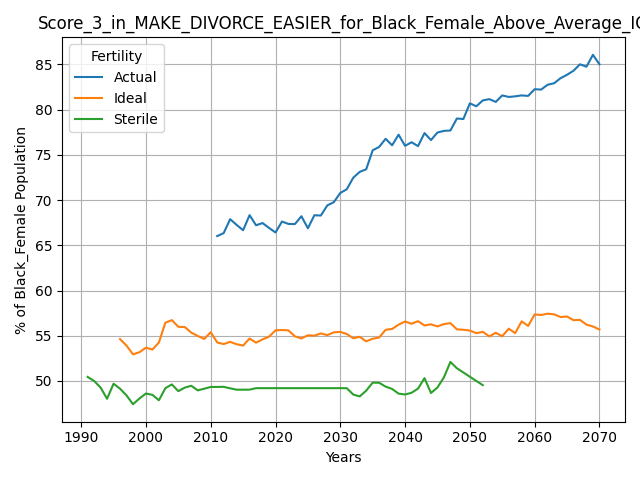 Score_3_in_MAKE_DIVORCE_EASIER_for_Black_Female_Above_Average_IQ
Fertility
Actual
Ideal
Sterile
% of Black_Female Population
85
80
75
70
65
60
55
50
1990 2000 2010 2020 2030 2040 2050 2060 2070
Years